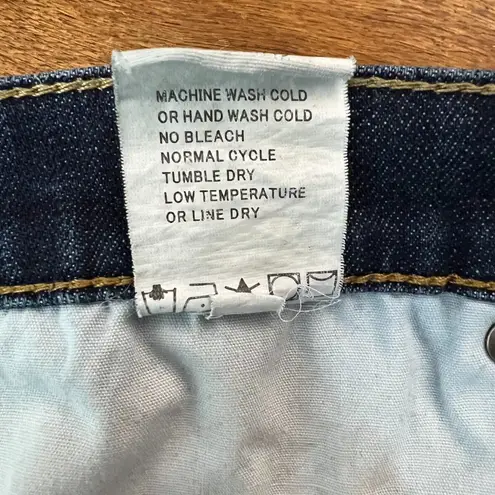 MACHINE WASH COLD
OR HAND WASH COLD
NO BLEACH
NORMAL CYCLE
TUMBLE DRY
LOW TEMPERATURE
OR LINE DRY